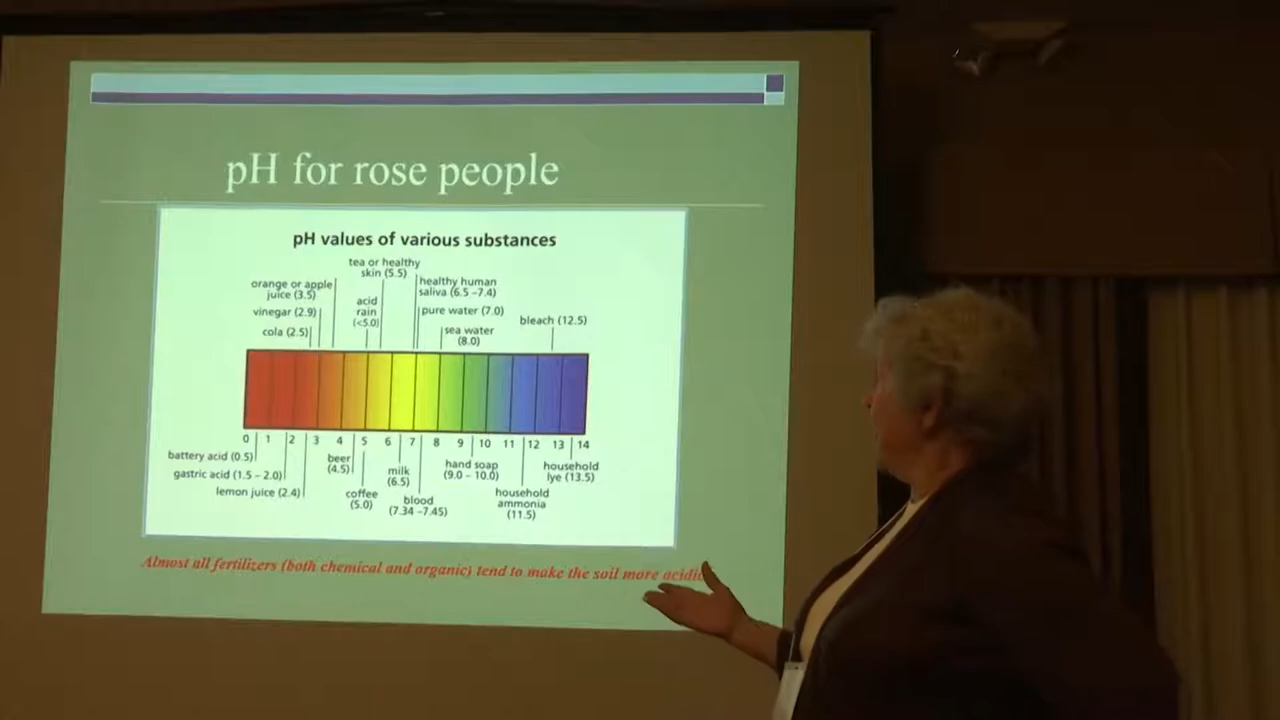 pH for rose people
pH values of various substances
tea or healthy
skin (5.5)
orange or apple
juice (3.5)
healthy human
saliva (6.5 –7.4)
acid
rain
(<5.0)
vinegar (2.9)
pure water (7.0)
bleach (12.5)
cola (2.5)
sea water
(8.0)
0 1 2 3 4 5 6 7 8 9 10 11 12 13 14
battery acid (0.5)
gastric acid (1.5 – 2.0)
lemon juice (2.4)
beer
(4.5)
coffee
(5.0)
milk
(6.5)
blood
(7.34 –7.45)
hand soap
(9.0 – 10.0)
household
ammonia
(11.5)
household
lye (13.5)
Almost all fertilizers (both chemical and organic) tend to make the soil more acidic